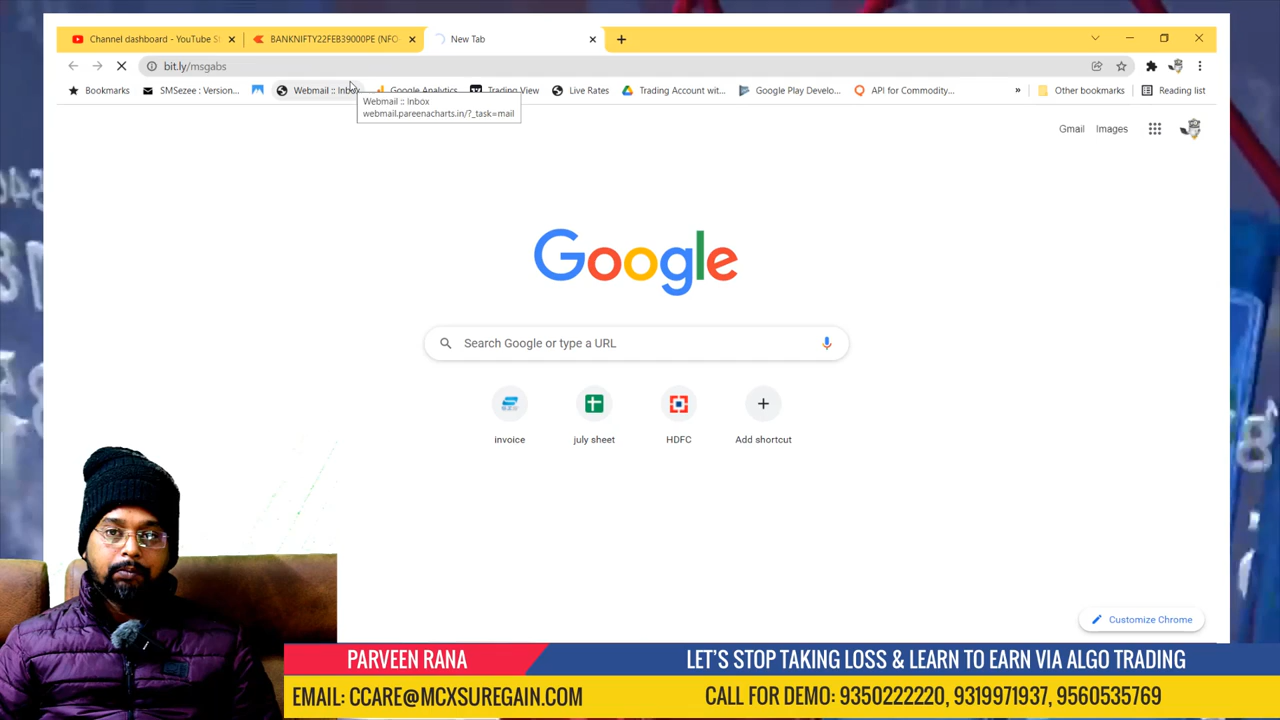 Channel dashboard - YouTube S
BANKNIFTY22FEB39000PE (NFO
New Tab
bit.ly/msgabs
Bookmarks
SMSezee : Version...
Webmail :: Inbox
Google Analytics
Trading View
Live Rates
Trading Account wit...
Google Play Develo...
API for Commodity...
»
Other bookmarks
Reading list
Webmail :: Inbox
webmail.pareenacharts.in/?_task=mail
Gmail
Images
Google
Search Google or type a URL
invoice
july sheet
HDFC
Add shortcut
Customize Chrome
PARVEEN RANA
LET'S STOP TAKING LOSS & LEARN TO EARN VIA ALGO TRADING
EMAIL: CCARE@MCXSUREGAIN.COM
CALL FOR DEMO: 9350222220, 9319971937, 9560535769